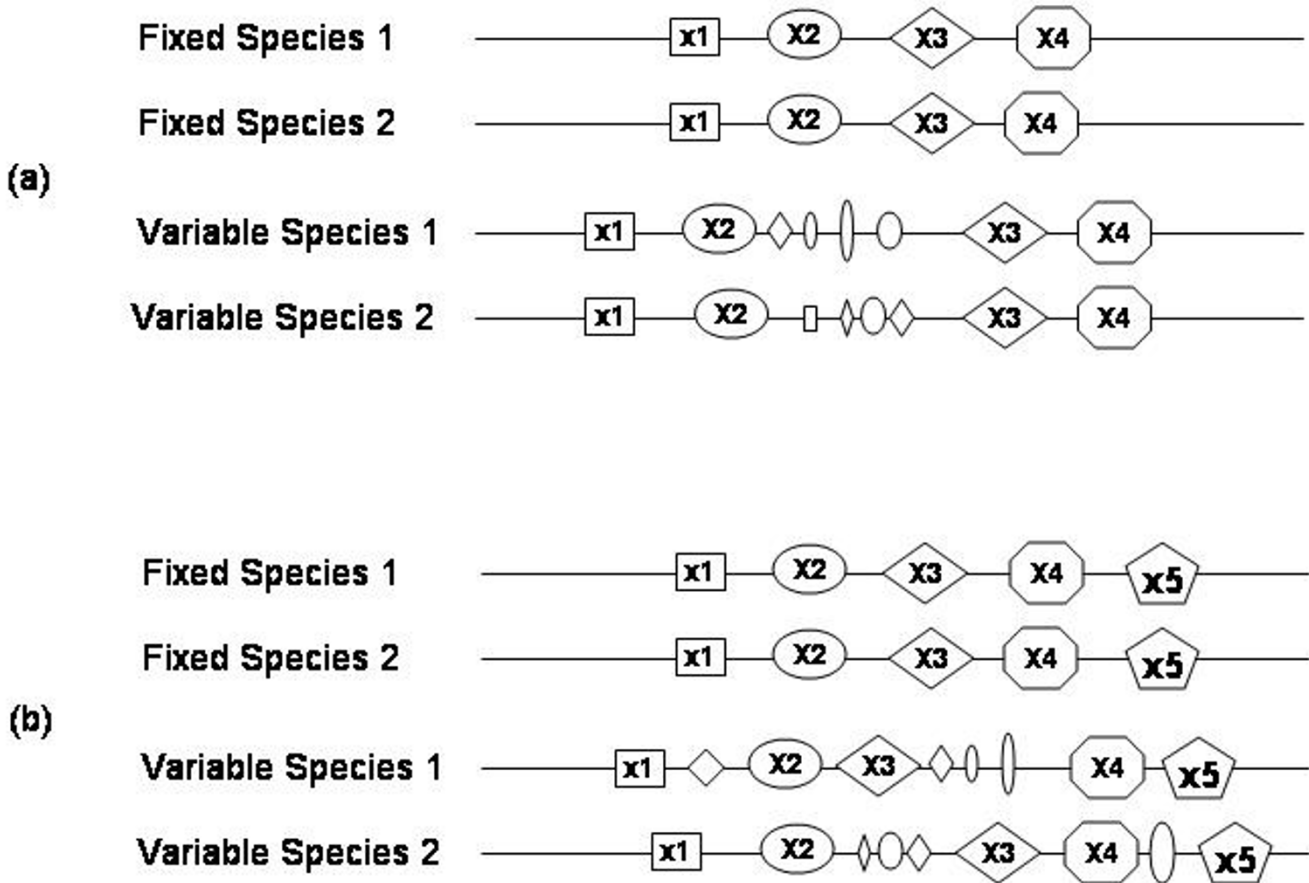 Fixed Species 1 x1 X2 X3 X4
Fixed Species 2 x1 X2 X3 X4
(a)
Variable Species 1 x1 X2 X3 X4
Variable Species 2 x1 X2 X3 X4
Fixed Species 1 x1 X2 X3 X4 x5
Fixed Species 2 x1 X2 X3 X4 x5
(b)
Variable Species 1 x1 X2 X3 X4 x5
Variable Species 2 x1 X2 X3 X4 x5